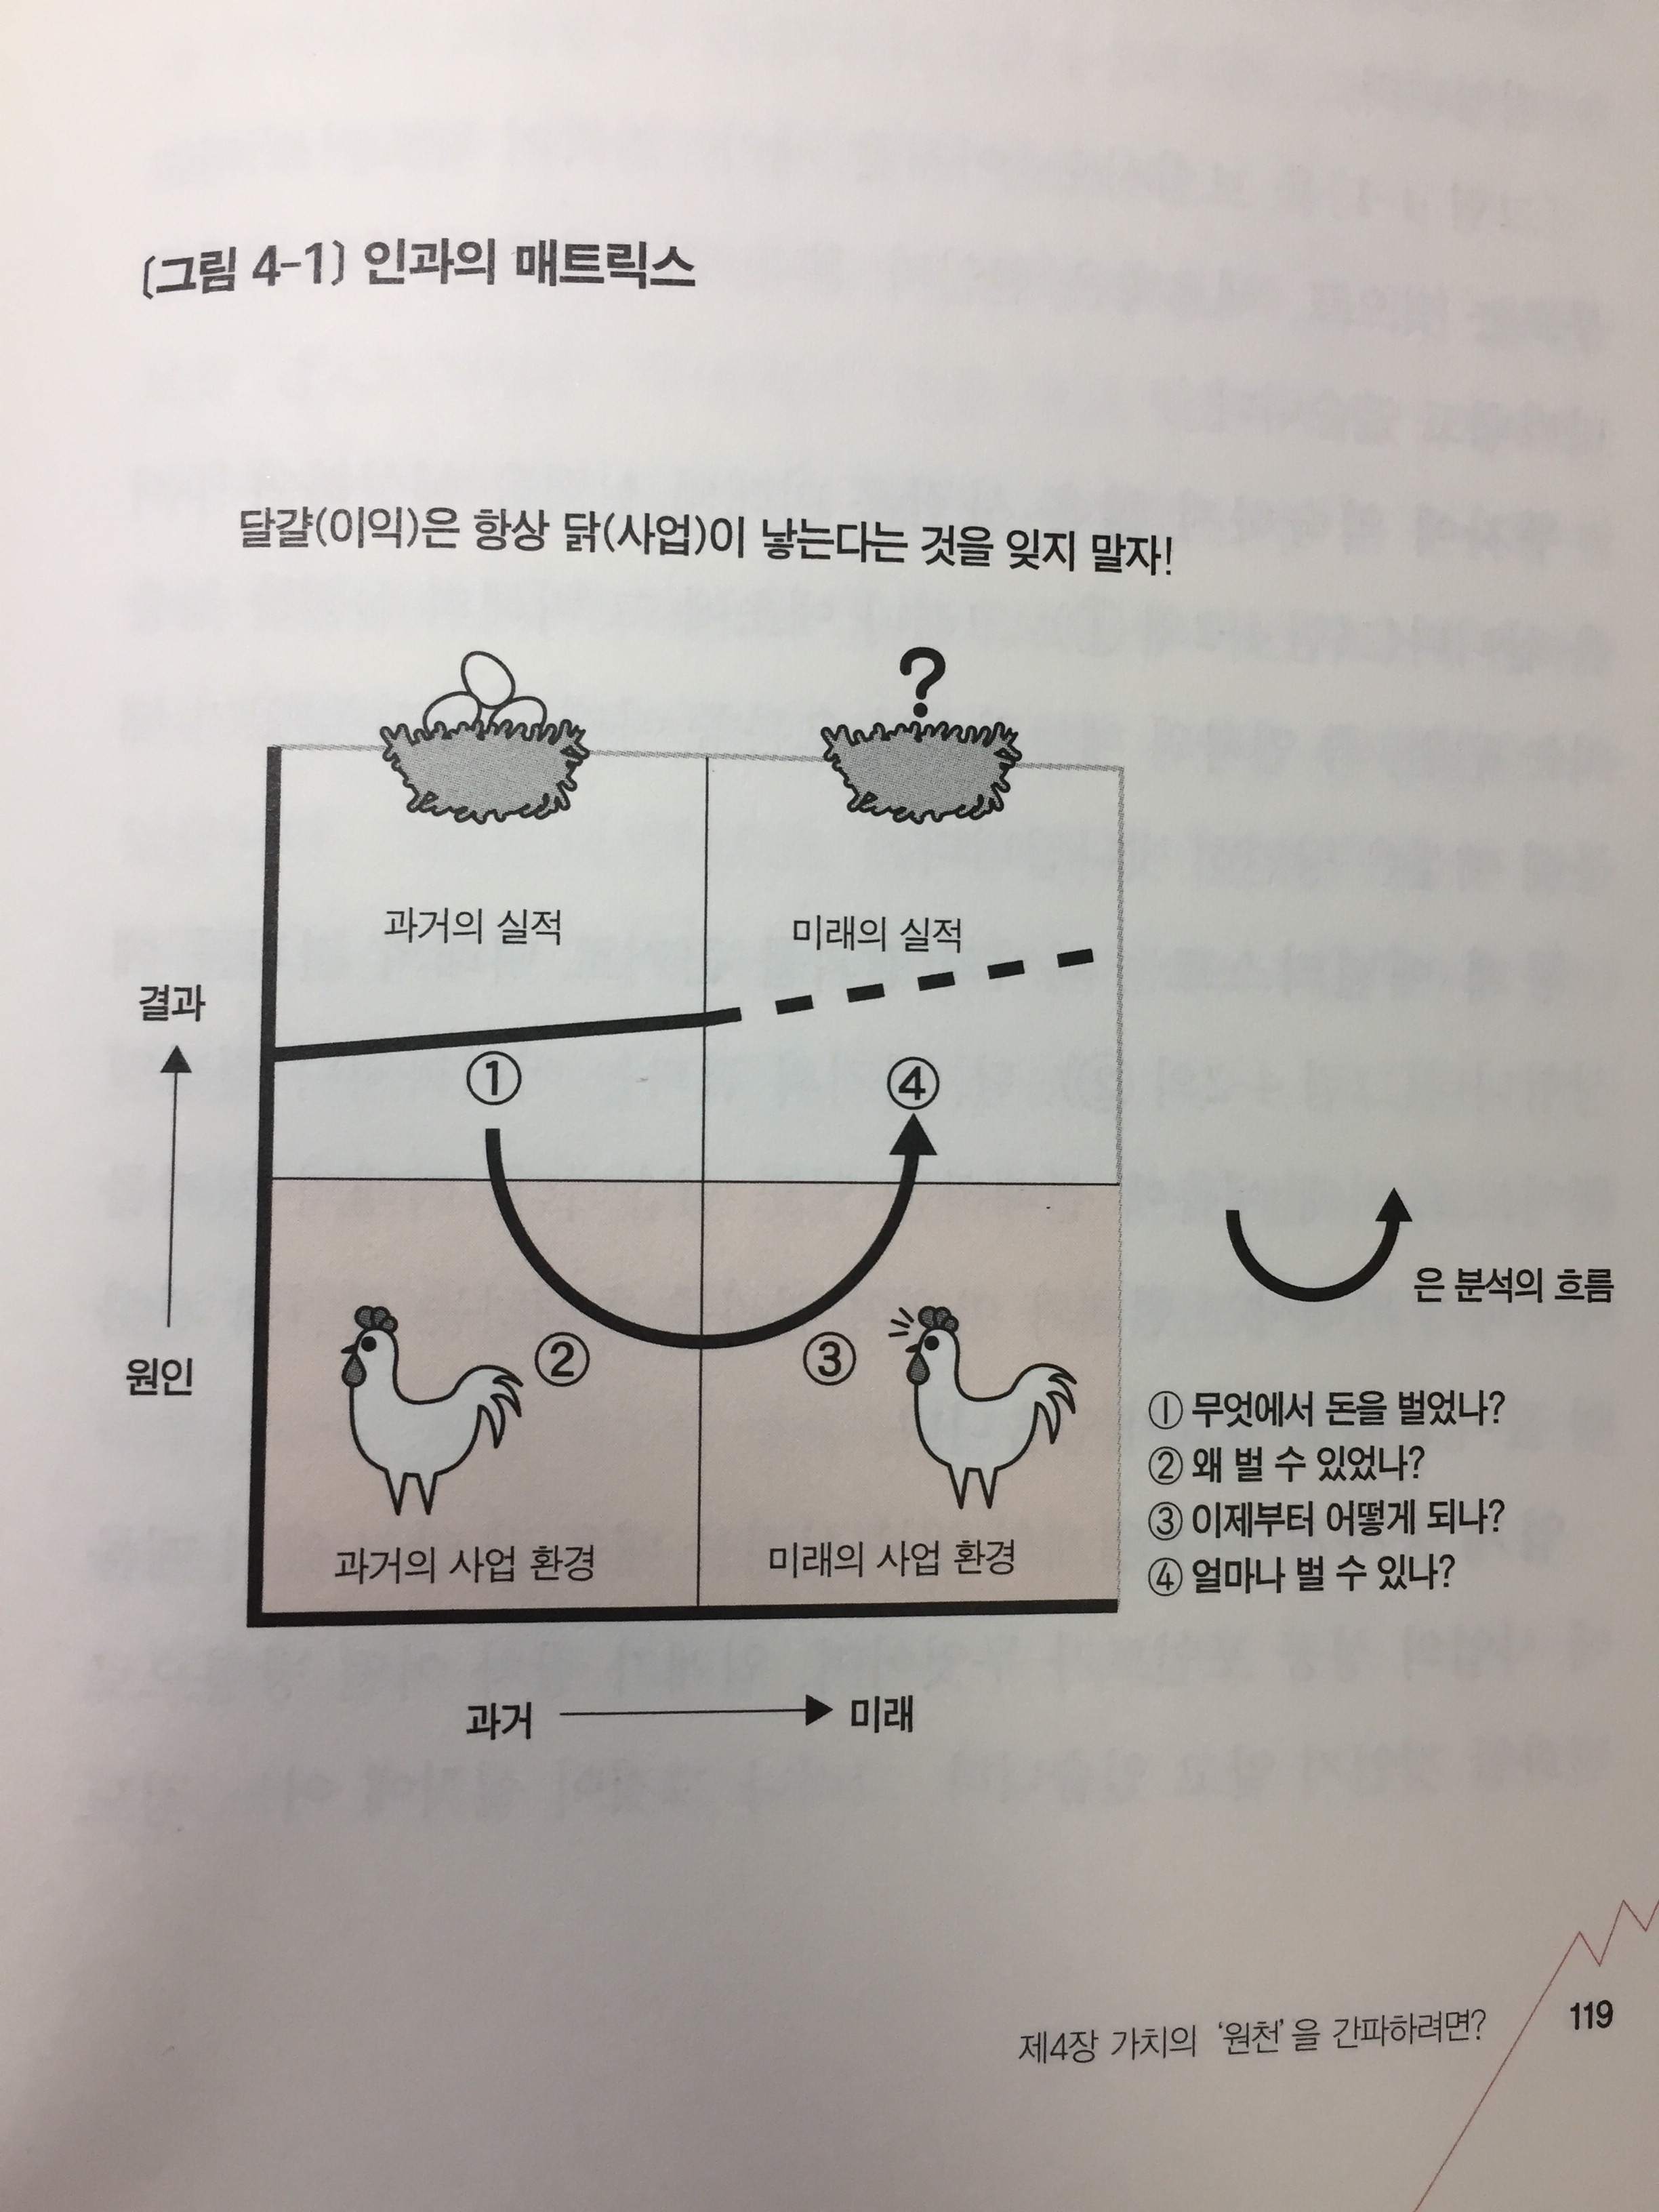 [그림 4-1] 인과의 매트릭스
달걀(이익)은 항상 닭(사업)이 낳는다는 것을 잊지 말자!
?
과거의 실적
미래의 실적
결과
①
④
은 분석의 흐름
②
③
원인
① 무엇에서 돈을 벌었나?
② 왜 벌 수 있었나?
③ 이제부터 어떻게 되나?
④ 얼마나 벌 수 있나?
과거의 사업 환경
미래의 사업 환경
과거
미래
제4장 가치의 '원천'을 간파하려면?
119